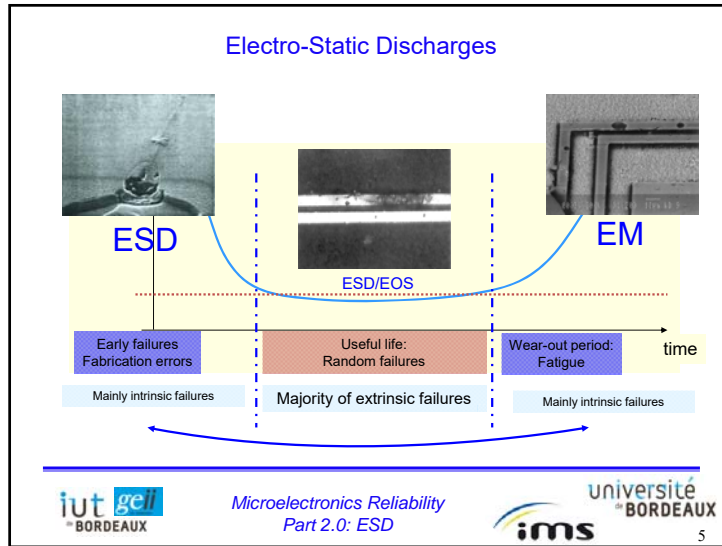 Electro-Static Discharges
ESD
ESD/EOS
EM
Early failures
Fabrication errors
Useful life:
Random failures
Wear-out period:
Fatigue
time
Mainly intrinsic failures
Majority of extrinsic failures
Mainly intrinsic failures
iut geii
de BORDEAUX
Microelectronics Reliability
Part 2.0: ESD
ims
université
de BORDEAUX
5